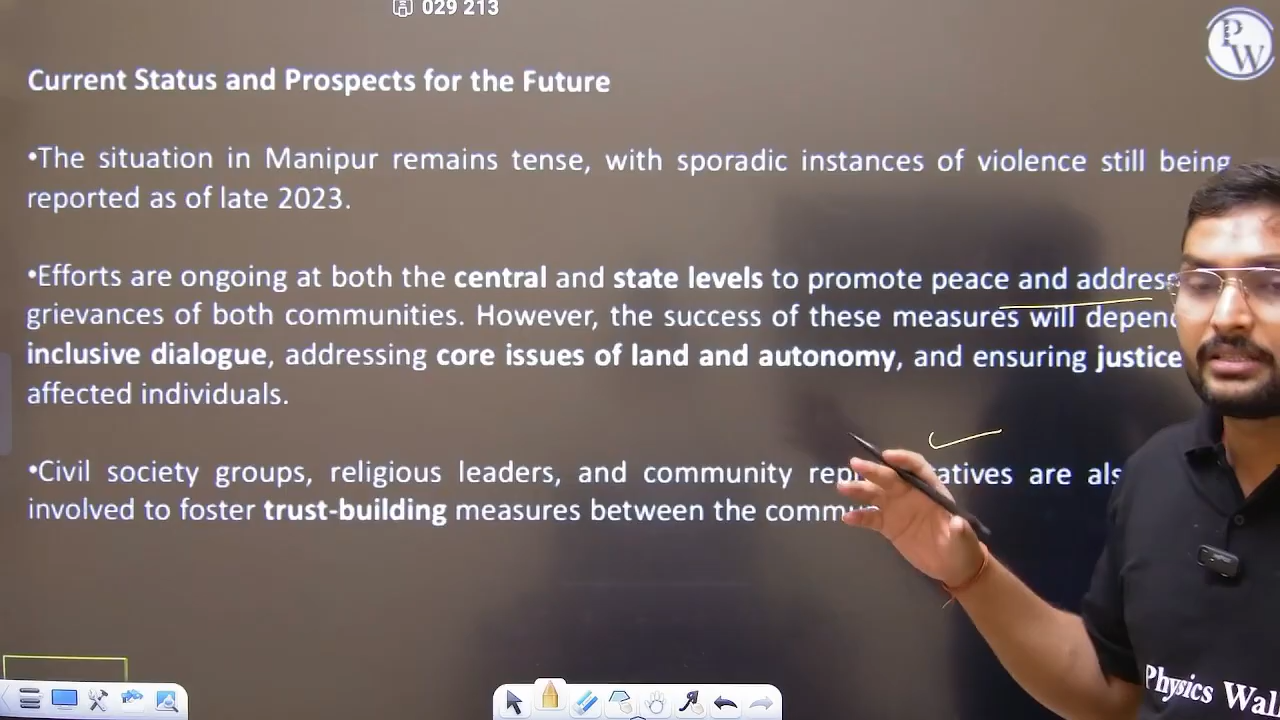 029 213
PW
Current Status and Prospects for the Future
•The situation in Manipur remains tense, with sporadic instances of violence still being
reported as of late 2023.
•Efforts are ongoing at both the central and state levels to promote peace and address
grievances of both communities. However, the success of these measures will depend
inclusive dialogue, addressing core issues of land and autonomy, and ensuring justice
affected individuals.
•Civil society groups, religious leaders, and community are
involved to foster trust-building measures between the
Physics Wal